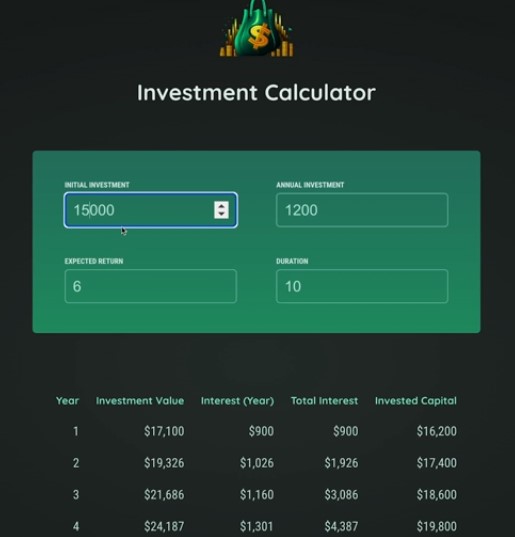 $
Investment Calculator
INITIAL INVESTMENT ANNUAL INVESTMENT
15000 1200
EXPECTED RETURN DURATION
6 10
Year Investment Value Interest (Year) Total Interest Invested Capital
1 $17,100 $900 $900 $16,200
2 $19,326 $1,026 $1,926 $17,400
3 $21,686 $1,160 $3,086 $18,600
4 $24,187 $1,301 $4,387 $19,800